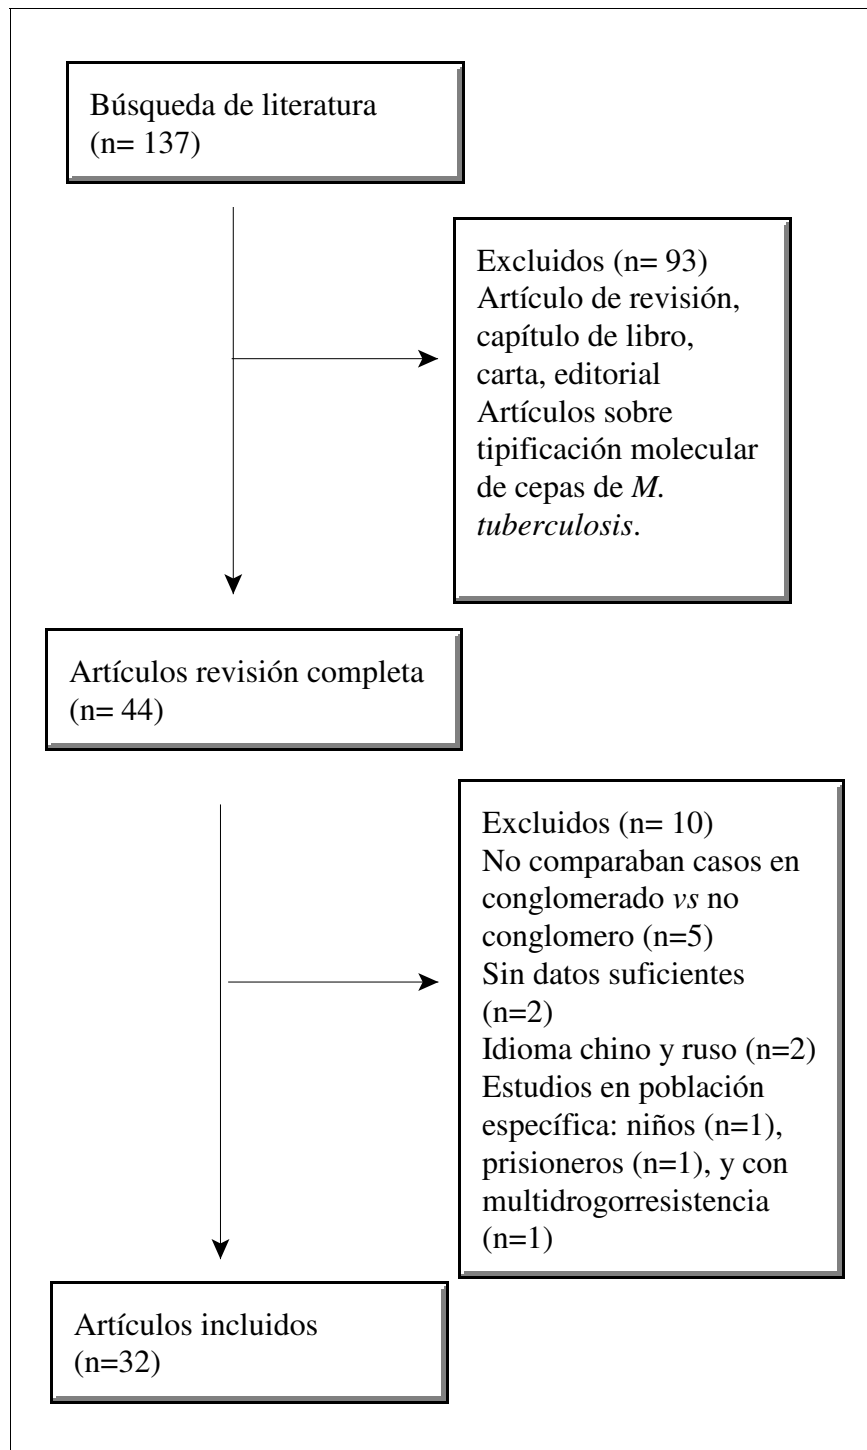 Búsqueda de literatura
(n= 137)
Excluidos (n= 93)
Artículo de revisión,
capítulo de libro,
carta, editorial
Artículos sobre
tipificación molecular
de cepas de M.
tuberculosis.
Artículos revisión completa
(n= 44)
Excluidos (n= 10)
No comparaban casos en
conglomerado vs no
conglomero (n=5)
Sin datos suficientes
(n=2)
Idioma chino y ruso (n=2)
Estudios en población
específica: niños (n=1),
prisioneros (n=1), y con
multidrogorresistencia
(n=1)
Artículos incluidos
(n=32)